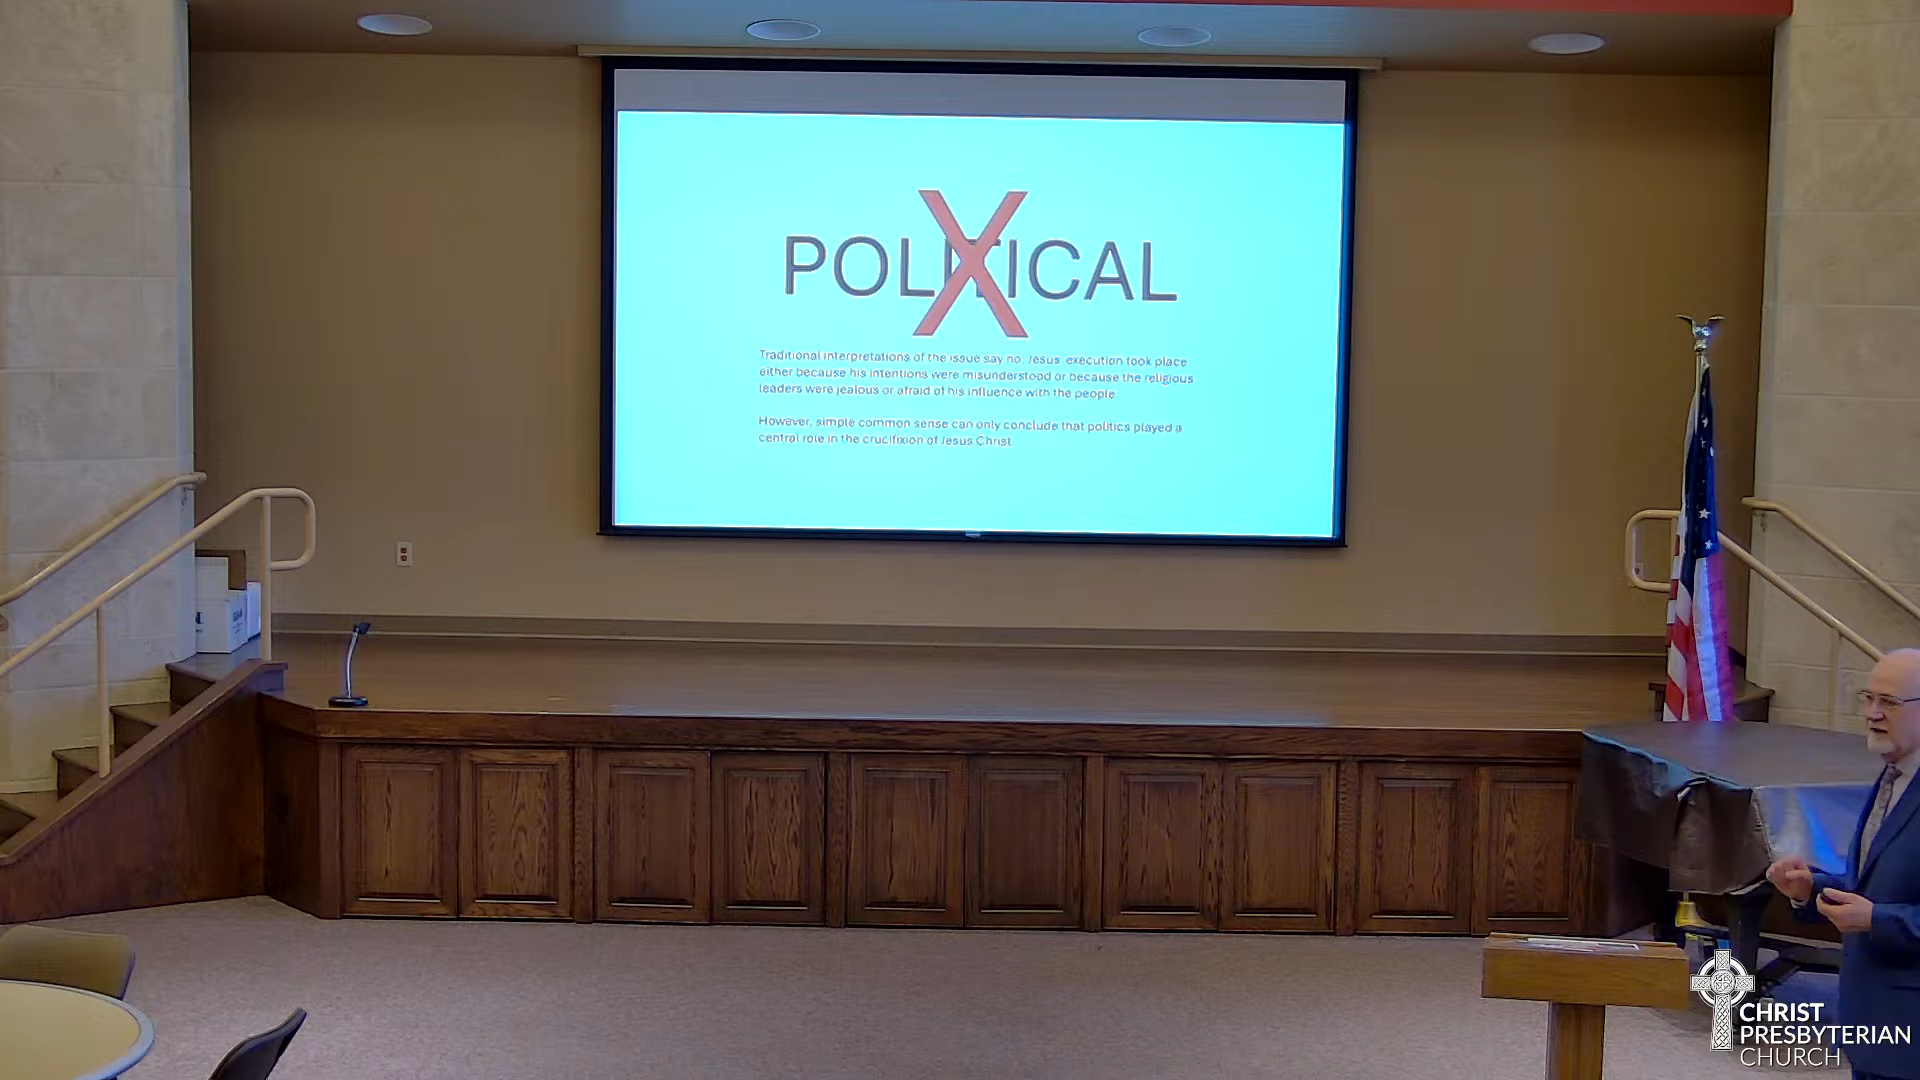 POLITICAL
X
Traditional interpretations of the issue say no. Jesus' execution took place
either because his intentions were misunderstood or because the religious
leaders were jealous or afraid of his influence with the people.
However, simple common sense can only conclude that politics played a
central role in the crucifixion of Jesus Christ.
CHRIST
PRESBYTERIAN
CHURCH